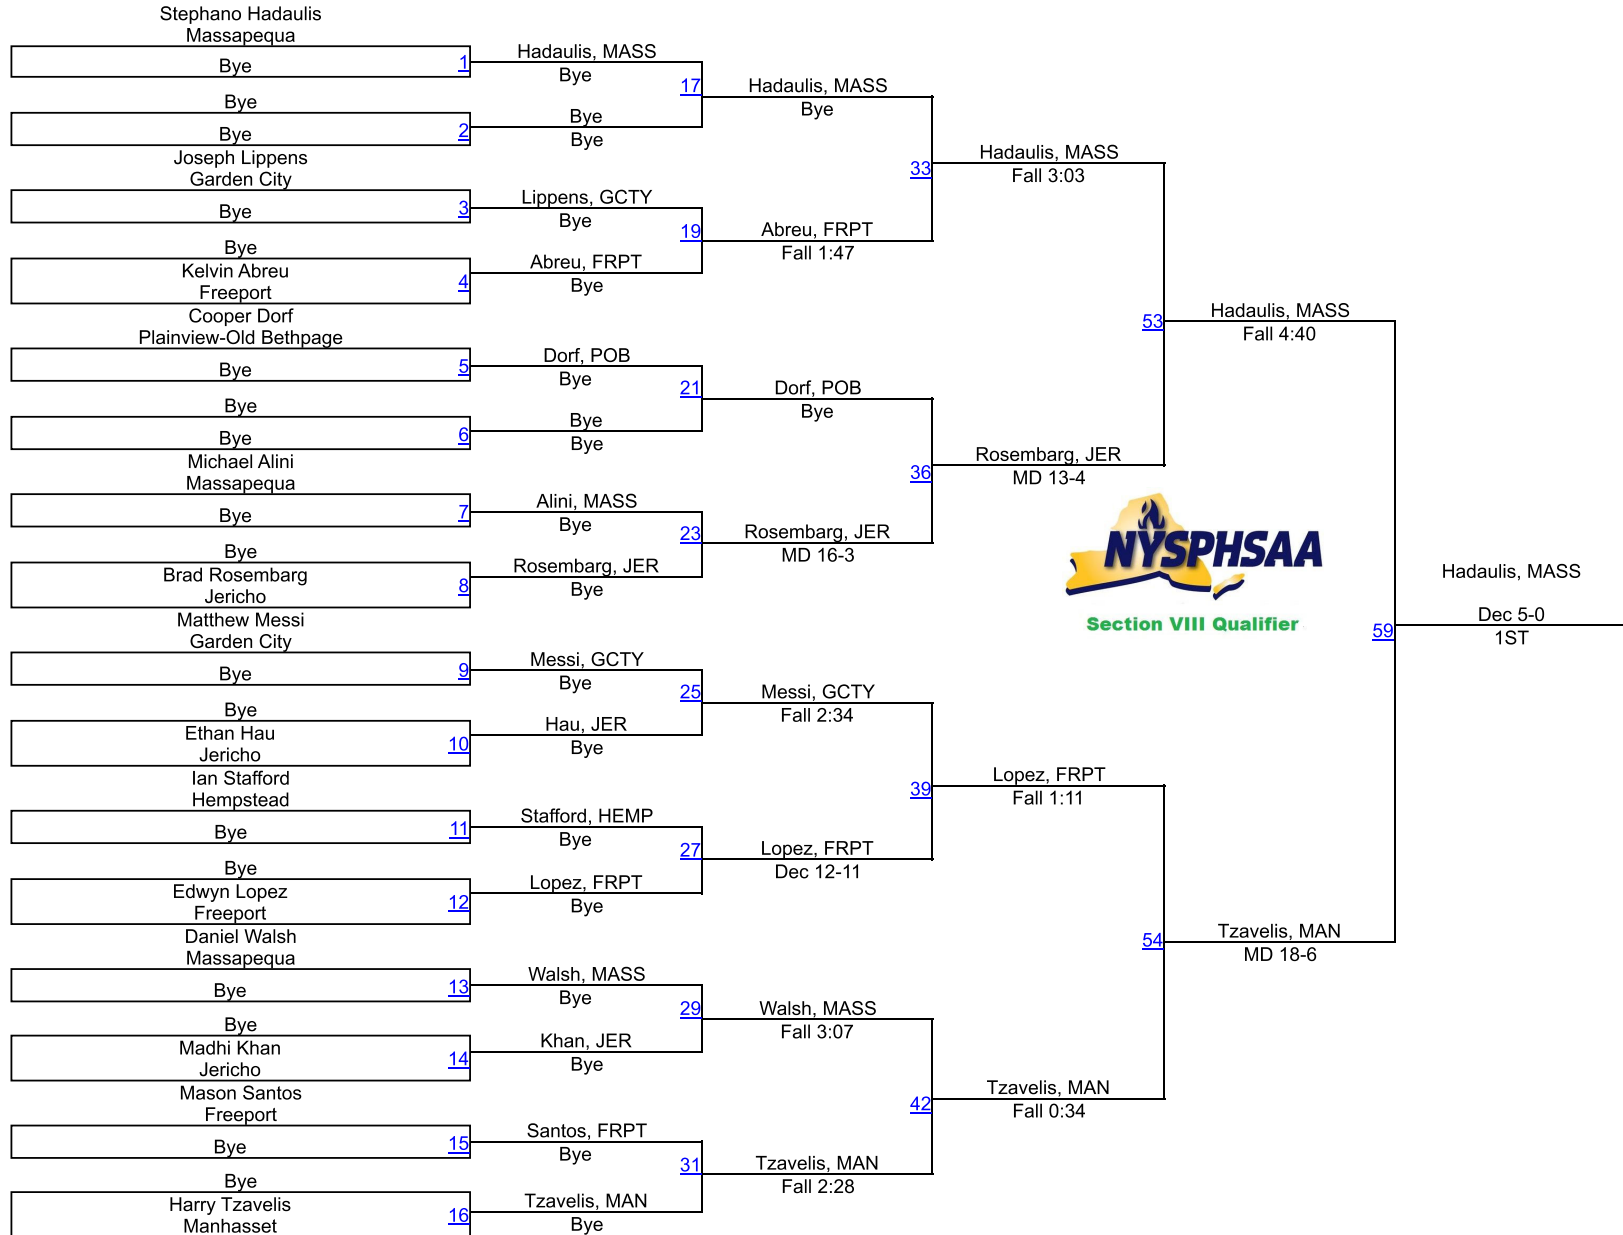 Stephano Hadaulis
Massapequa
Bye
1
Bye
Bye
2
Joseph Lippens
Garden City
Bye
3
Bye
Kelvin Abreu
Freeport
4
Cooper Dorf
Plainview-Old Bethpage
Bye
5
Bye
Bye
6
Michael Alini
Massapequa
Bye
7
Bye
Brad Rosembarg
Jericho
8
Matthew Messi
Garden City
Bye
9
Bye
Ethan Hau
Jericho
10
Ian Stafford
Hempstead
Bye
11
Bye
Edwyn Lopez
Freeport
12
Daniel Walsh
Massapequa
Bye
13
Bye
Madhi Khan
Jericho
14
Mason Santos
Freeport
Bye
15
Bye
Harry Tzavelis
Manhasset
16
Hadaulis, MASS
Bye
17
Bye
Bye
Lippens, GCTY
Bye
19
Abreu, FRPT
Bye
Dorf, POB
Bye
21
Bye
Bye
Alini, MASS
Bye
23
Rosembarg, JER
Bye
Messi, GCTY
Bye
25
Hau, JER
Bye
Stafford, HEMP
Bye
27
Lopez, FRPT
Bye
Walsh, MASS
Bye
29
Khan, JER
Bye
Santos, FRPT
Bye
31
Tzavelis, MAN
Bye
Hadaulis, MASS
Bye
33
Abreu, FRPT
Fall 1:47
Dorf, POB
Bye
36
Rosembarg, JER
MD 16-3
Messi, GCTY
Fall 2:34
39
Lopez, FRPT
Dec 12-11
Walsh, MASS
Fall 3:07
42
Tzavelis, MAN
Fall 2:28
Hadaulis, MASS
Fall 3:03
53
Rosembarg, JER
MD 13-4
Lopez, FRPT
Fall 1:11
54
Tzavelis, MAN
Fall 0:34
Hadaulis, MASS
Fall 4:40
NYSPHSAA
Section VIII Qualifier
59
Tzavelis, MAN
MD 18-6
Hadaulis, MASS
Dec 5-0
1ST